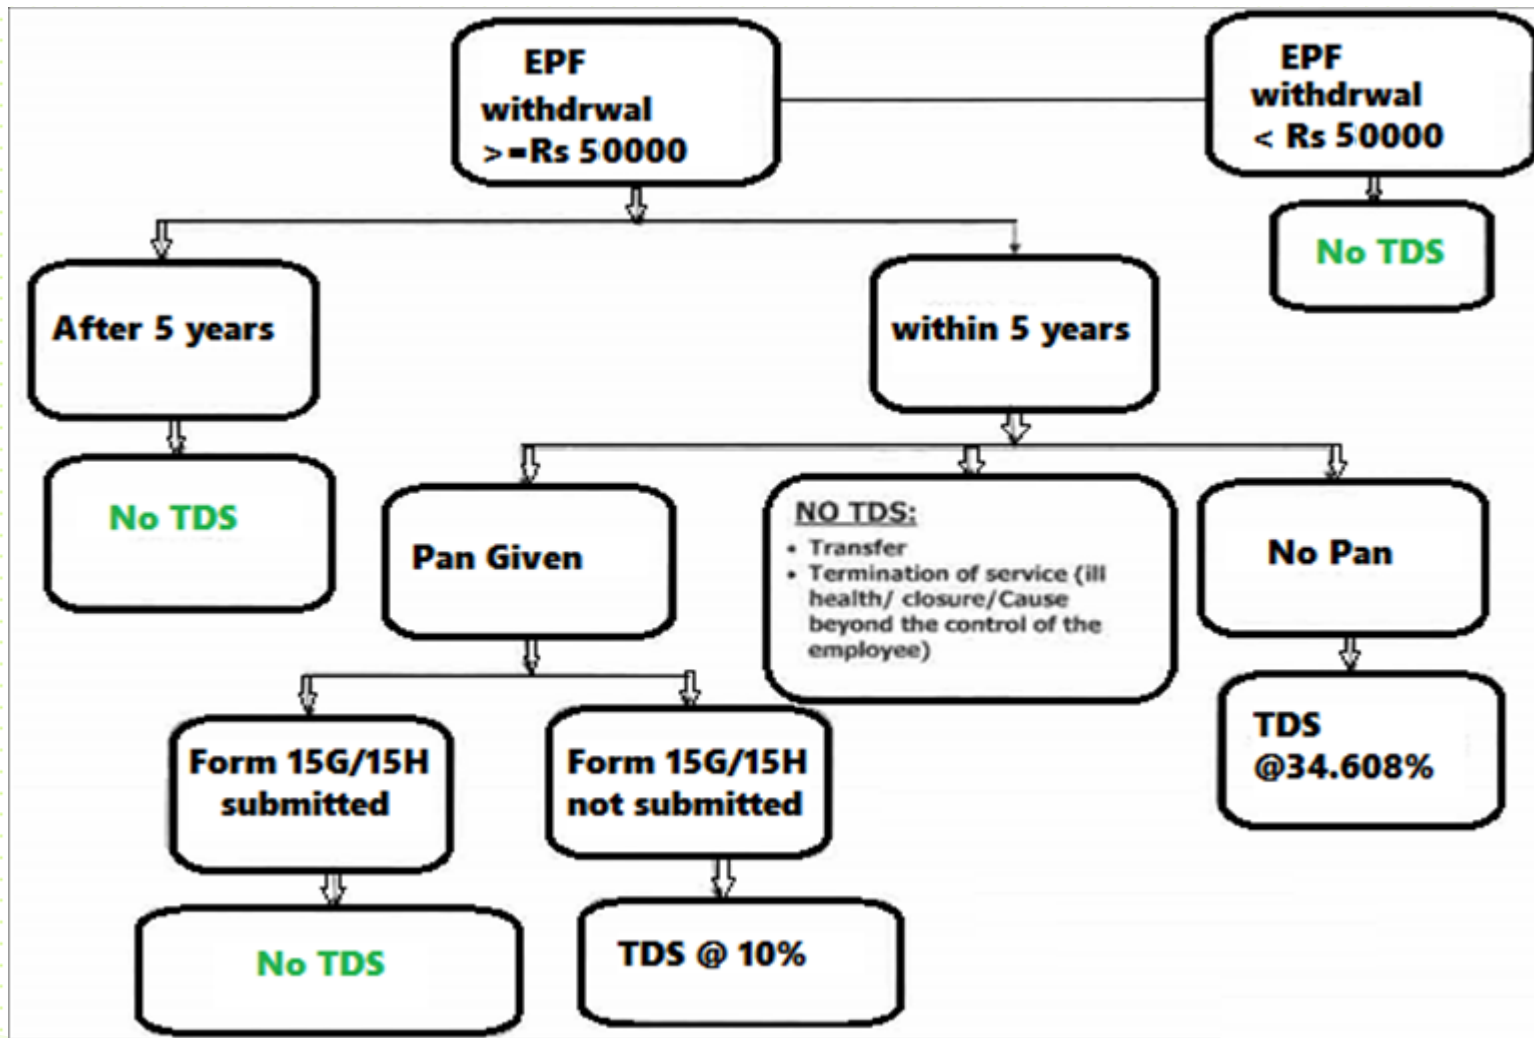 EPF
withdrwal
>=Rs 50000
EPF
withdrwal
< Rs 50000
No TDS
After 5 years
within 5 years
No TDS
Pan Given
NO TDS:
• Transfer
• Termination of service (ill
health/ closure/Cause
beyond the control of the
employee)
No Pan
Form 15G/15H
submitted
Form 15G/15H
not submitted
TDS
@34.608%
No TDS
TDS @ 10%